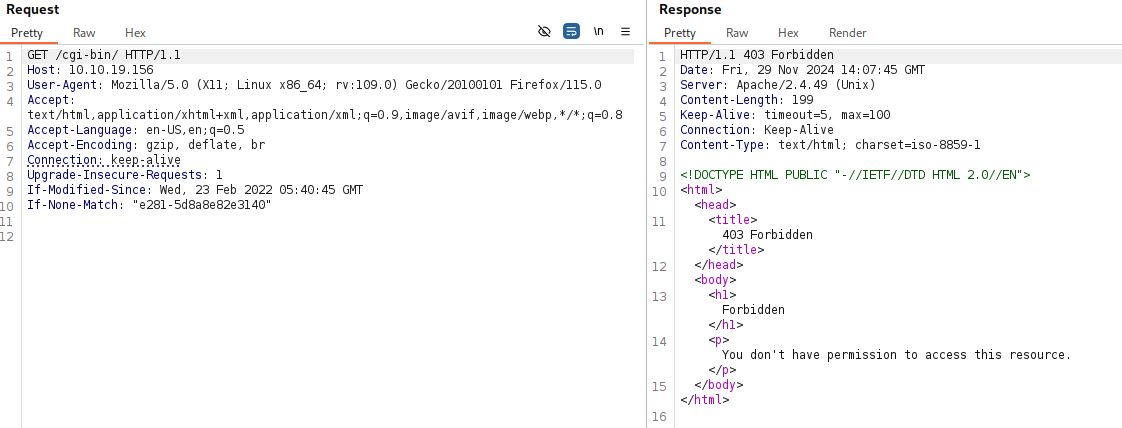 Request
Pretty Raw Hex
\n
1 GET /cgi-bin/ HTTP/1.1
2 Host: 10.10.19.156
3 User-Agent: Mozilla/5.0 (X11; Linux x86_64; rv:109.0) Gecko/20100101 Firefox/115.0
4 Accept:
text/html,application/xhtml+xml,application/xml;q=0.9,image/avif,image/webp,*/*;q=0.8
5 Accept-Language: en-US,en;q=0.5
6 Accept-Encoding: gzip, deflate, br
7 Connection: keep-alive
8 Upgrade-Insecure-Requests: 1
9 If-Modified-Since: Wed, 23 Feb 2022 05:40:45 GMT
10 If-None-Match: "e281-5d8a8e82e3140"
11
12
Response
Pretty Raw Hex Render
1 HTTP/1.1 403 Forbidden
2 Date: Fri, 29 Nov 2024 14:07:45 GMT
3 Server: Apache/2.4.49 (Unix)
4 Content-Length: 199
5 Keep-Alive: timeout=5, max=100
6 Connection: Keep-Alive
7 Content-Type: text/html; charset=iso-8859-1
8
9 <!DOCTYPE HTML PUBLIC "-//IETF//DTD HTML 2.0//EN">
10 <html>
<head>
11 <title>
403 Forbidden
</title>
12 </head>
<body>
13 <h1>
Forbidden
</h1>
14 <p>
You don't have permission to access this resource.
</p>
15 </body>
</html>
16